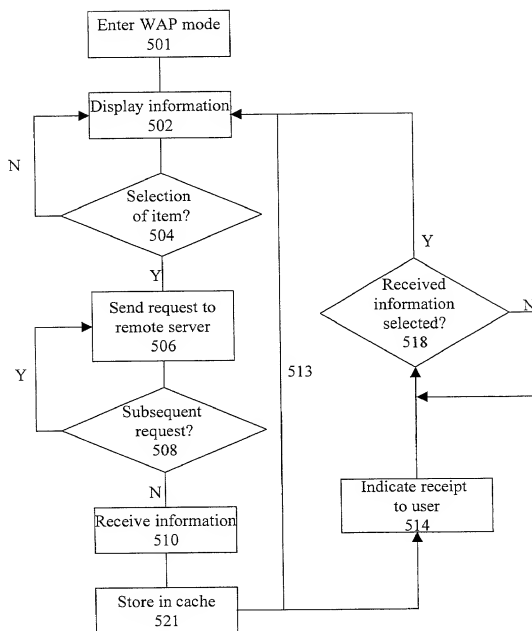 Enter WAP mode
501
Display information
502
N
Selection
of item?
504
Y
Send request to
remote server
506
Y
Subsequent
request?
508
N
Receive information
510
Store in cache
521
513
Y
Received
information
selected?
518
N
Indicate receipt
to user
514